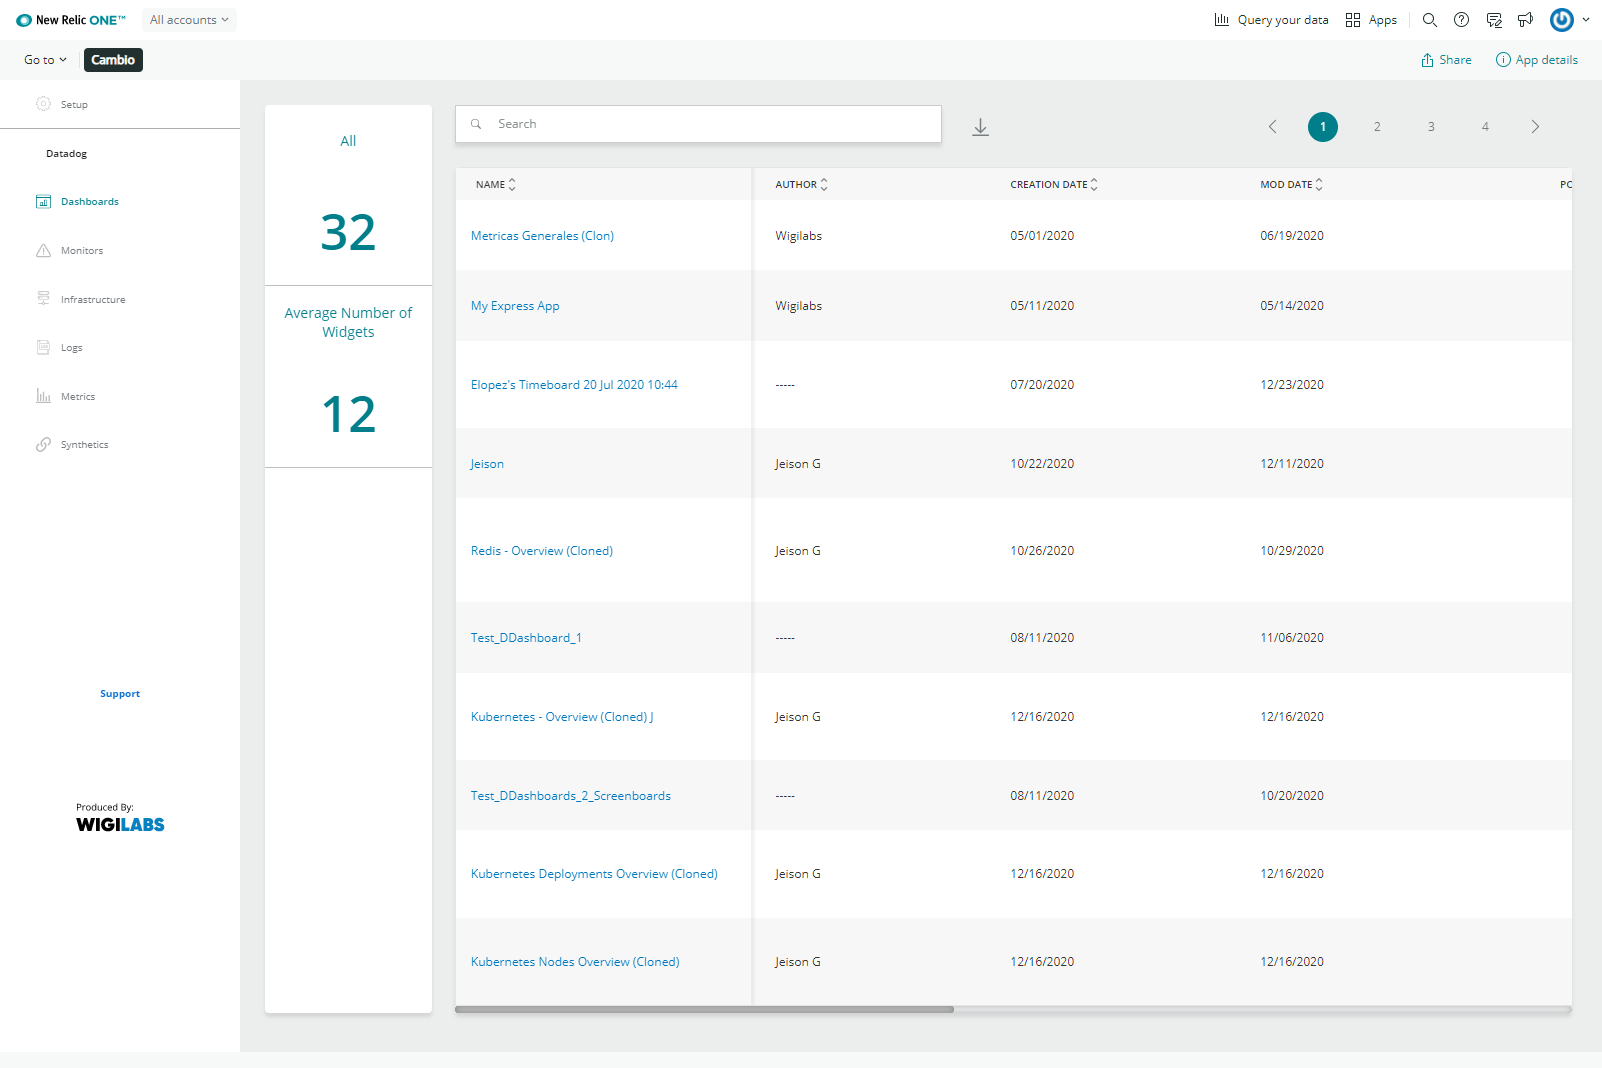 New Relic ONE™ All accounts Query your data Apps
Go to Cambio Share App details
Setup
Datadog
Dashboards
Monitors
Infrastructure
Logs
Metrics
Synthetics
Support
Produced By:
WIGILABS
All
32
Average Number of
Widgets
12
Search
1 2 3 4
NAME AUTHOR CREATION DATE MOD DATE PO
Metricas Generales (Clon) Wigilabs 05/01/2020 06/19/2020
My Express App Wigilabs 05/11/2020 05/14/2020
Elopez's Timeboard 20 Jul 2020 10:44 ----- 07/20/2020 12/23/2020
Jeison Jeison G 10/22/2020 12/11/2020
Redis - Overview (Cloned) Jeison G 10/26/2020 10/29/2020
Test_DDashboard_1 ----- 08/11/2020 11/06/2020
Kubernetes - Overview (Cloned) J Jeison G 12/16/2020 12/16/2020
Test_DDashboards_2_Screenboards ----- 08/11/2020 10/20/2020
Kubernetes Deployments Overview (Cloned) Jeison G 12/16/2020 12/16/2020
Kubernetes Nodes Overview (Cloned) Jeison G 12/16/2020 12/16/2020